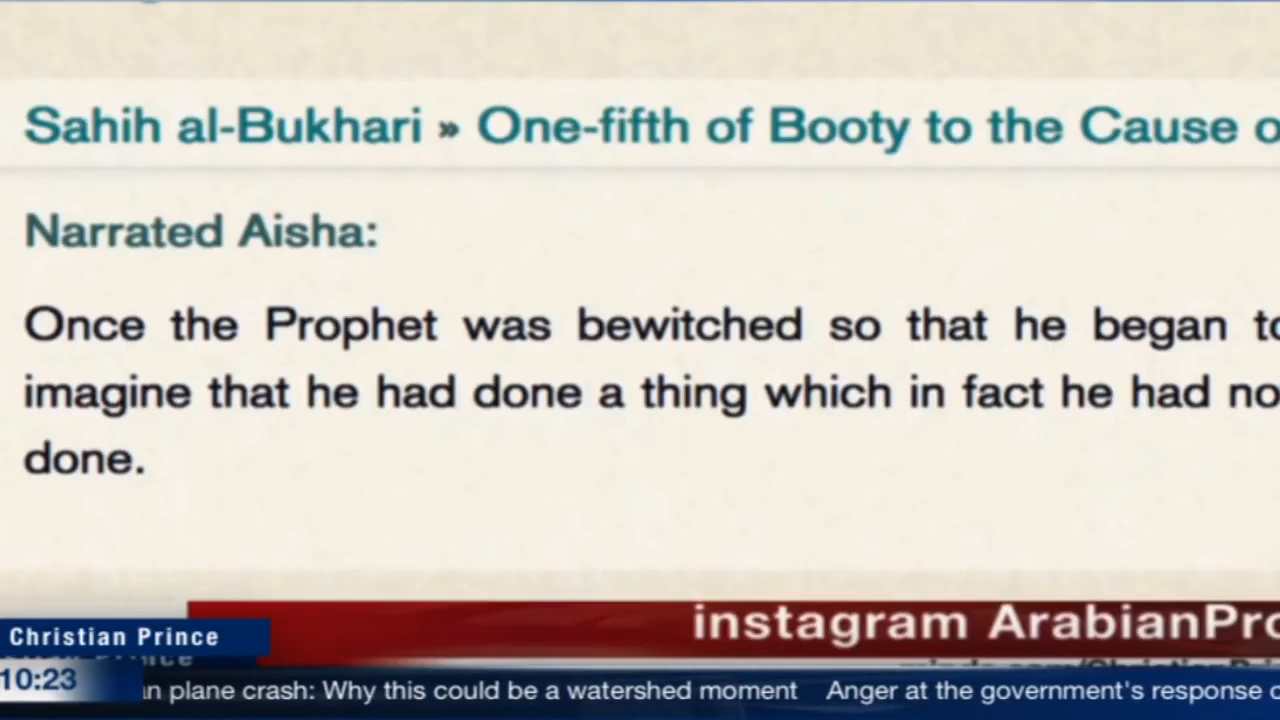 Sahih al-Bukhari » One-fifth of Booty to the Cause
Narrated Aisha:
Once the Prophet was bewitched so that he began
imagine that he had done a thing which in fact he had
done.
instagram ArabianPro
Christian Prince
10:23
plane crash: Why this could be a watershed moment Anger at the government's response